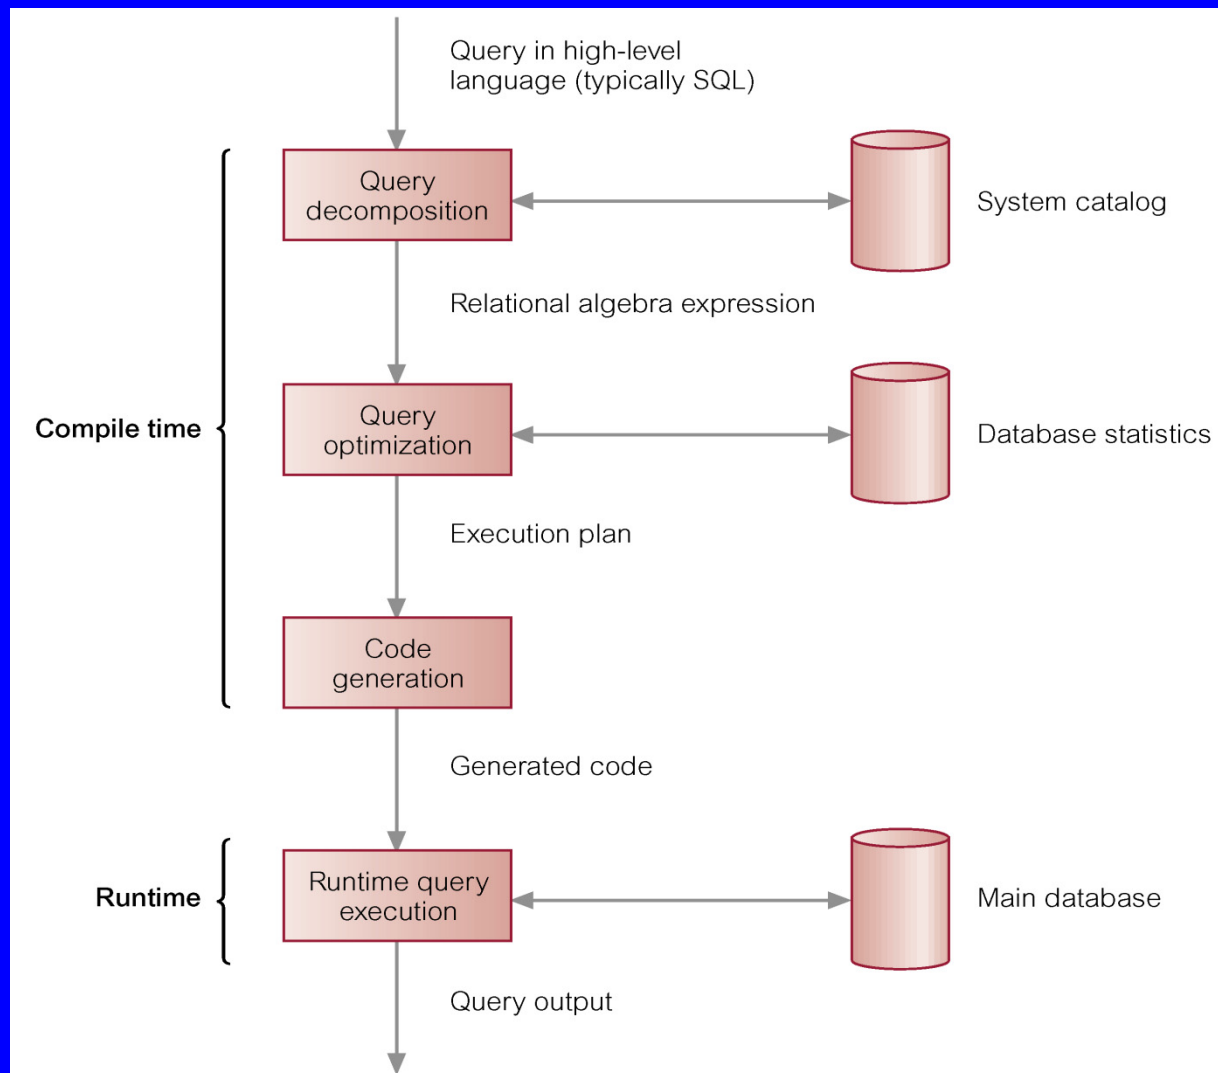 Query in high-level
language (typically SQL)
Query
decomposition
System catalog
Relational algebra expression
Compile time
Query
optimization
Database statistics
Execution plan
Code
generation
Generated code
Runtime
Runtime query
execution
Main database
Query output